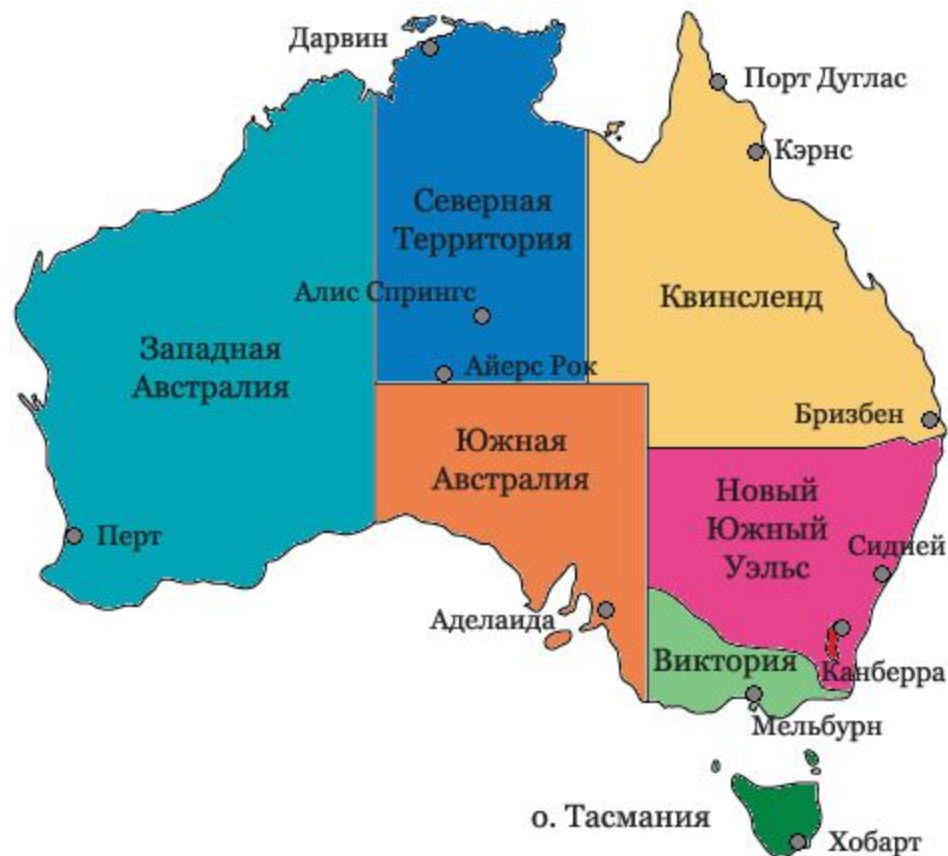 Дарвин
Порт Дуглас
Кэрнс
Северная
Территория
Алис Спрингс
Квинсленд
Западная
Австралия
Айерс Рок
Бризбен
Южная
Австралия
Новый
Южный
Уэльс
Перт
Сидней
Аделаида
Виктория
Канберра
Мельбурн
о. Тасмания
Хобарт